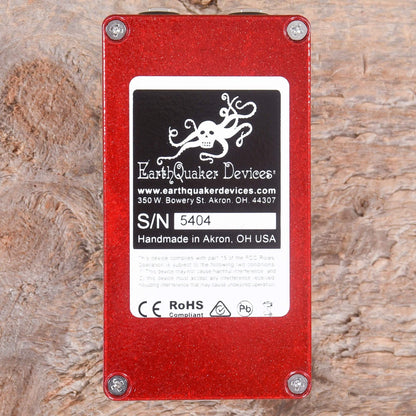 EarthQuaker Devices
www.earthquakerdevices.com
350 W. Bowery St. Akron, OH. 44307
S/N 5404
Handmade in Akron, OH USA
This device complies with part 15 of the FCC Rules.
Operation is subject to the following two conditions:
1: this device may not cause harmful interference, and
2: this device must accept any interference received,
including interference that may cause undesired operation.
CE RoHS Pb
Compliant